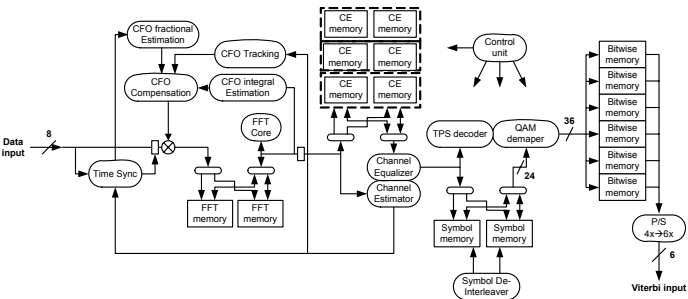 CFO fractional
Estimation
CFO Tracking
CFO
Compensation
CFO integral
Estimation
FFT
Core
Data
input
8
Time Sync
FFT
memory
FFT
memory
CE
memory
CE
memory
CE
memory
CE
memory
CE
memory
CE
memory
Channel
Equalizer
Channel
Estimator
Control
unit
TPS decoder
QAM
demaper
36
24
Symbol
memory
Symbol
memory
Symbol De-
Interleaver
Bitwise
memory
Bitwise
memory
Bitwise
memory
Bitwise
memory
Bitwise
memory
Bitwise
memory
P/S
4x→6x
6
Viterbi input